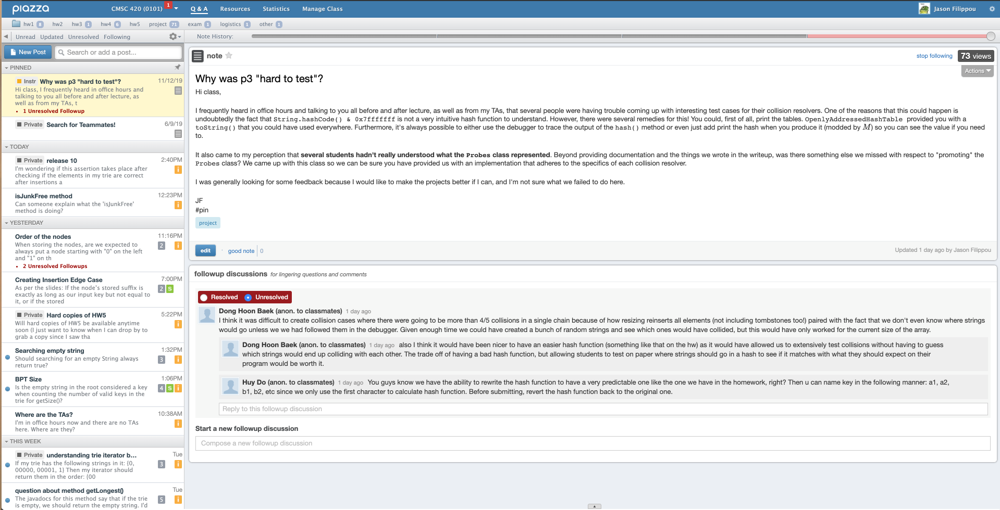 piazza
CMSC 420 (0101) 1
Q & A
Resources
Statistics
Manage Class
Jason Filippou
hw1 8
hw2
hw3 1
hw4 6
hw5
project 71
exam 1
logistics 1
other 1
Unread Updated Unresolved Following
Note History:
New Post
Search or add a post...
PINNED
Instr Why was p3 "hard to test"? 11/12/19
Hi class, I frequently heard in office hours and
talking to you all before and after lecture, as
well as from my TAs, t
• 1 Unresolved Followup
Private Search for Teammates! 6/9/19
TODAY
Private release 10 2:40PM
I'm wondering if this assertion takes place after
checking if the elements in my trie are correct
after insertions a
i
isJunkFree method 12:23PM
Can someone explain what the 'isJunkFree'
method is doing?
i
YESTERDAY
Order of the nodes 11:16PM
When storing the nodes, are we expected to
always put a node starting with "0" on the left
and "1" on th
2 i
• 2 Unresolved Followups
Creating Insertion Edge Case 7:00PM
As per the slides: If the node's stored suffix is
exactly as long as our input key but not equal to
it, or if the stored
2 S
Private Hard copies of HW5 5:22PM
Will hard copies of HW5 be available anytime
soon (I just want to know when I can drop by to
grab a copy since I saw tha
i
Searching empty string 1:32PM
Should searching for an empty String always
return true?
3 i
BPT Size 1:06PM
Is the empty string in the root considered a key
when counting the number of valid keys in the
trie for getSize()?
4 S i
Where are the TAs? 10:38AM
I'm in office hours now and there are no TAs
here. Where are they?
i
THIS WEEK
Private understanding trie iterator b... Tue
If my trie has the following strings in it: {0,
00000, 00001, 1} Then my iterator should
return them in the order: {00
3 i
question about method getLongest() Tue
The javadocs for this method say that if the trie
is empty, we should return the empty string. I'd
5 i
note
stop following
73 views
Actions
Why was p3 "hard to test"?
Hi class,
I frequently heard in office hours and talking to you all before and after lecture, as well as from my TAs, that several people were having trouble coming up with interesting test cases for their collision resolvers. One of the reasons that this could happen is
undoubtedly the fact that String.hashCode() & 0x7fffffff is not a very intuitive hash function to understand. However, there were several remedies for this! You could, first of all, print the tables. OpenlyAddressedHashTable provided you with a
toString() that you could have used everywhere. Furthermore, it's always possible to either use the debugger to trace the output of the hash() method or even just add print the hash when you produce it (modded by M) so you can see the value if you need
to.
It also came to my perception that several students hadn't really understood what the Probes class represented. Beyond providing documentation and the things we wrote in the writeup, was there something else we missed with respect to "promoting" the
Probes class? We came up with this class so we can be sure you have provided us with an implementation that adheres to the specifics of each collision resolver.
I was generally looking for some feedback because I would like to make the projects better if I can, and I'm not sure what we failed to do here.
JF
#pin
project
edit · good note 0
Updated 1 day ago by Jason Filippou
followup discussions for lingering questions and comments
Resolved Unresolved
Dong Hoon Baek (anon. to classmates) 1 day ago
I think it was difficult to create collision cases where there were going to be more than 4/5 collisions in a single chain because of how resizing reinserts all elements (not including tombstones too!) paired with the fact that we don't even know where strings
would go unless we we had followed them in the debugger. Given enough time we could have created a bunch of random strings and see which ones would have collided, but this would have only worked for the current size of the array.
Dong Hoon Baek (anon. to classmates) 1 day ago also I think it would have been nicer to have an easier hash function (something like that on the hw) as it would have allowed us to extensively test collisions without having to guess
which strings would end up colliding with each other. The trade off of having a bad hash function, but allowing students to test on paper where strings should go in a hash to see if it matches with what they should expect on their
program would be worth it.
Huy Do (anon. to classmates) 1 day ago You guys know we have the ability to rewrite the hash function to have a very predictable one like the one we have in the homework, right? Then u can name key in the following manner: a1, a2,
b1, b2, etc since we only use the first character to calculate hash function. Before submitting, revert the hash function back to the original one.
Reply to this followup discussion
Start a new followup discussion
Compose a new followup discussion